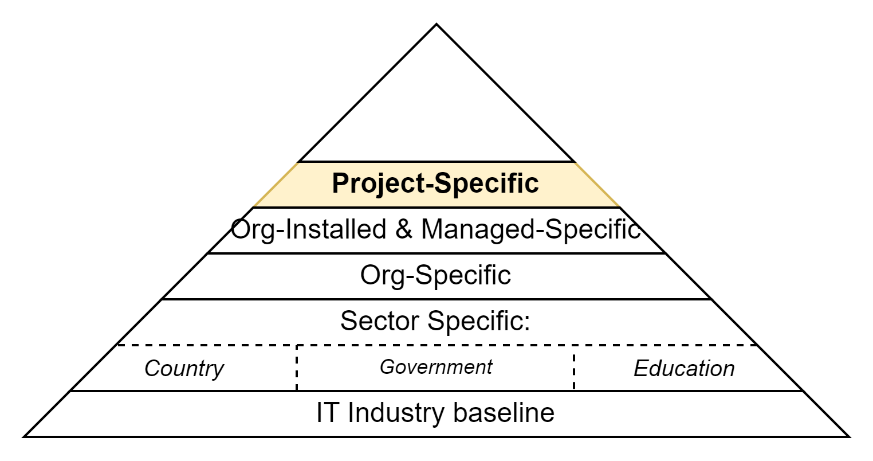 Project-Specific
Org-Installed & Managed-Specific
Org-Specific
Sector Specific:
Country Government Education
IT Industry baseline